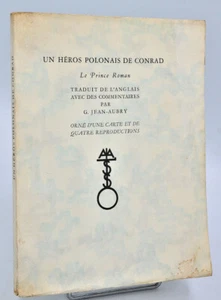 UN HÉROS POLONAIS DE CONRAD
Le Prince Roman
TRADUIT DE L'ANGLAIS
AVEC DES COMMENTAIRES
PAR
G. JEAN-AUBRY
ORNÉ D'UNE CARTE ET DE
QUATRE REPRODUCTIONS